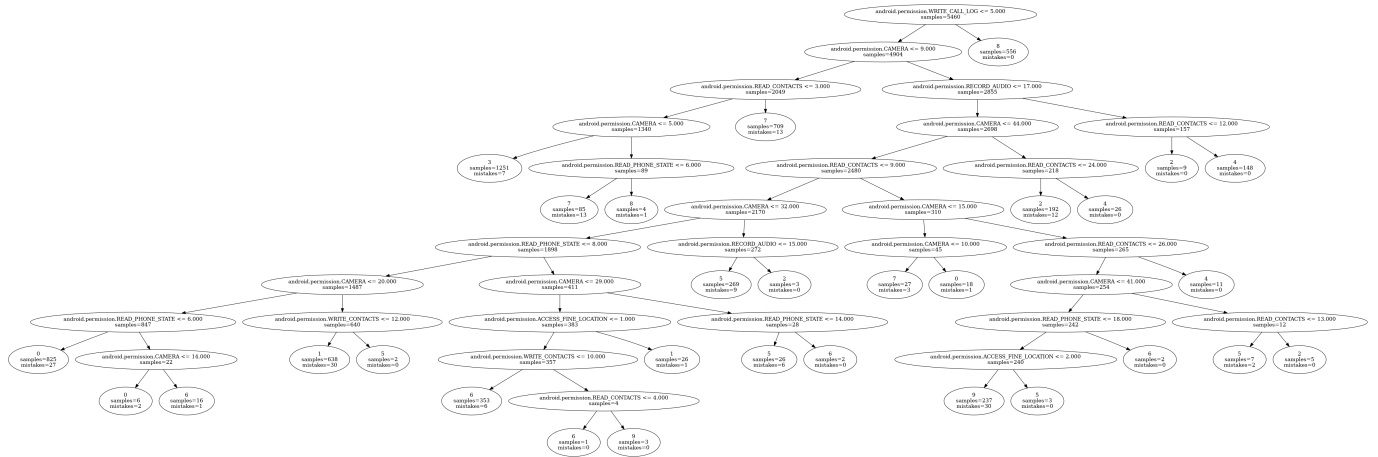 android.permission.WRITE_CALL_LOG <= 5.000
samples=5460
android.permission.CAMERA <= 9.000
samples=4904
8
samples=556
mistakes=0
android.permission.READ_CONTACTS <= 3.000
samples=2049
android.permission.RECORD_AUDIO <= 17.000
samples=2855
android.permission.CAMERA <= 5.000
samples=1340
7
samples=709
mistakes=13
android.permission.CAMERA <= 44.000
samples=2698
android.permission.READ_CONTACTS <= 12.000
samples=157
3
samples=1251
mistakes=7
android.permission.READ_PHONE_STATE <= 6.000
samples=89
android.permission.READ_CONTACTS <= 9.000
samples=2480
android.permission.READ_CONTACTS <= 24.000
samples=218
2
samples=9
mistakes=0
4
samples=148
mistakes=0
7
samples=85
mistakes=13
8
samples=4
mistakes=1
android.permission.CAMERA <= 32.000
samples=2170
android.permission.CAMERA <= 15.000
samples=310
2
samples=192
mistakes=12
4
samples=26
mistakes=0
android.permission.READ_PHONE_STATE <= 8.000
samples=1898
android.permission.RECORD_AUDIO <= 15.000
samples=272
android.permission.CAMERA <= 10.000
samples=45
android.permission.READ_CONTACTS <= 26.000
samples=265
android.permission.CAMERA <= 20.000
samples=1487
android.permission.CAMERA <= 29.000
samples=411
5
samples=269
mistakes=9
2
samples=3
mistakes=0
7
samples=27
mistakes=3
0
samples=18
mistakes=1
android.permission.CAMERA <= 41.000
samples=254
4
samples=11
mistakes=0
android.permission.READ_PHONE_STATE <= 6.000
samples=847
android.permission.WRITE_CONTACTS <= 12.000
samples=640
android.permission.ACCESS_FINE_LOCATION <= 1.000
samples=383
android.permission.READ_PHONE_STATE <= 14.000
samples=28
android.permission.READ_PHONE_STATE <= 18.000
samples=242
android.permission.READ_CONTACTS <= 13.000
samples=12
0
samples=825
mistakes=27
android.permission.CAMERA <= 14.000
samples=22
1
samples=638
mistakes=30
5
samples=2
mistakes=0
android.permission.WRITE_CONTACTS <= 10.000
samples=357
samples=26
mistakes=1
5
samples=26
mistakes=6
6
samples=2
mistakes=0
android.permission.ACCESS_FINE_LOCATION <= 2.000
samples=240
6
samples=2
mistakes=0
5
samples=7
mistakes=2
2
samples=5
mistakes=0
0
samples=6
mistakes=2
6
samples=16
mistakes=1
6
samples=353
mistakes=6
android.permission.READ_CONTACTS <= 4.000
samples=4
9
samples=237
mistakes=30
5
samples=3
mistakes=0
6
samples=1
mistakes=0
9
samples=3
mistakes=0